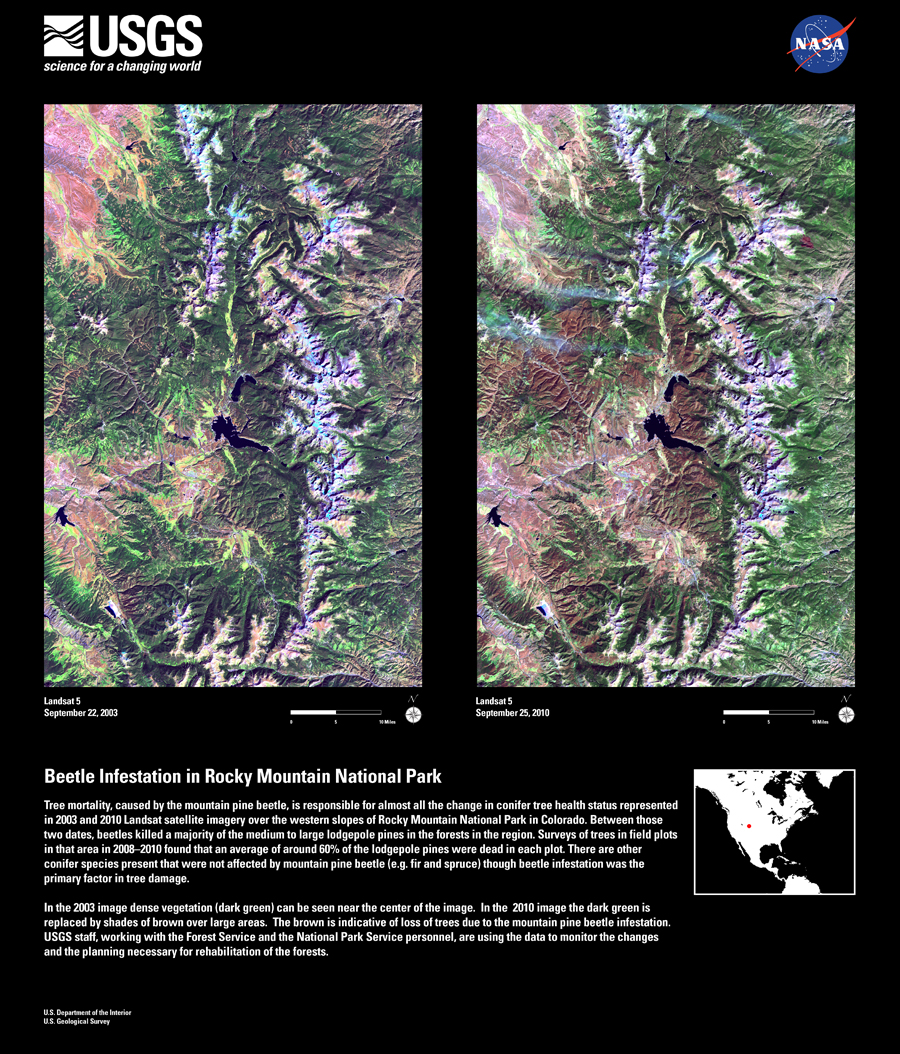 USGS
science for a changing world
NASA
Landsat 5
September 22, 2003
N
0 5 10 Miles
Landsat 5
September 25, 2010
N
0 5 10 Miles
Beetle Infestation in Rocky Mountain National Park
Tree mortality, caused by the mountain pine beetle, is responsible for almost all the change in conifer tree health status represented
in 2003 and 2010 Landsat satellite imagery over the western slopes of Rocky Mountain National Park in Colorado. Between those
two dates, beetles killed a majority of the medium to large lodgepole pines in the forests in the region. Surveys of trees in field plots
in that area in 2008–2010 found that an average of around 60% of the lodgepole pines were dead in each plot. There are other
conifer species present that were not affected by mountain pine beetle (e.g. fir and spruce) though beetle infestation was the
primary factor in tree damage.
In the 2003 image dense vegetation (dark green) can be seen near the center of the image. In the 2010 image the dark green is
replaced by shades of brown over large areas. The brown is indicative of loss of trees due to the mountain pine beetle infestation.
USGS staff, working with the Forest Service and the National Park Service personnel, are using the data to monitor the changes
and the planning necessary for rehabilitation of the forests.
U.S. Department of the Interior
U.S. Geological Survey